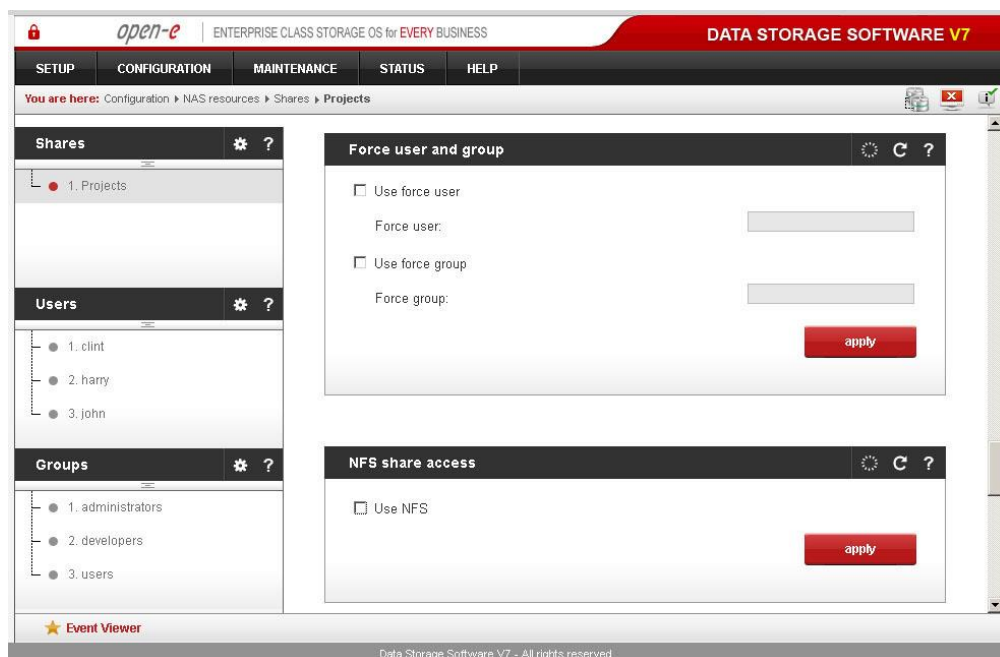 open-e ENTERPRISE CLASS STORAGE OS for EVERY BUSINESS DATA STORAGE SOFTWARE V7
SETUP CONFIGURATION MAINTENANCE STATUS HELP
You are here: Configuration NAS resources Shares Projects
Shares ?
1. Projects
Users ?
1. clint
2. harry
3. john
Groups ?
1. administrators
2. developers
3. users
Force user and group ?
Use force user
Force user:
Use force group
Force group:
apply
NFS share access ?
Use NFS
apply
Event Viewer
Data Storage Software V7 - All rights reserved